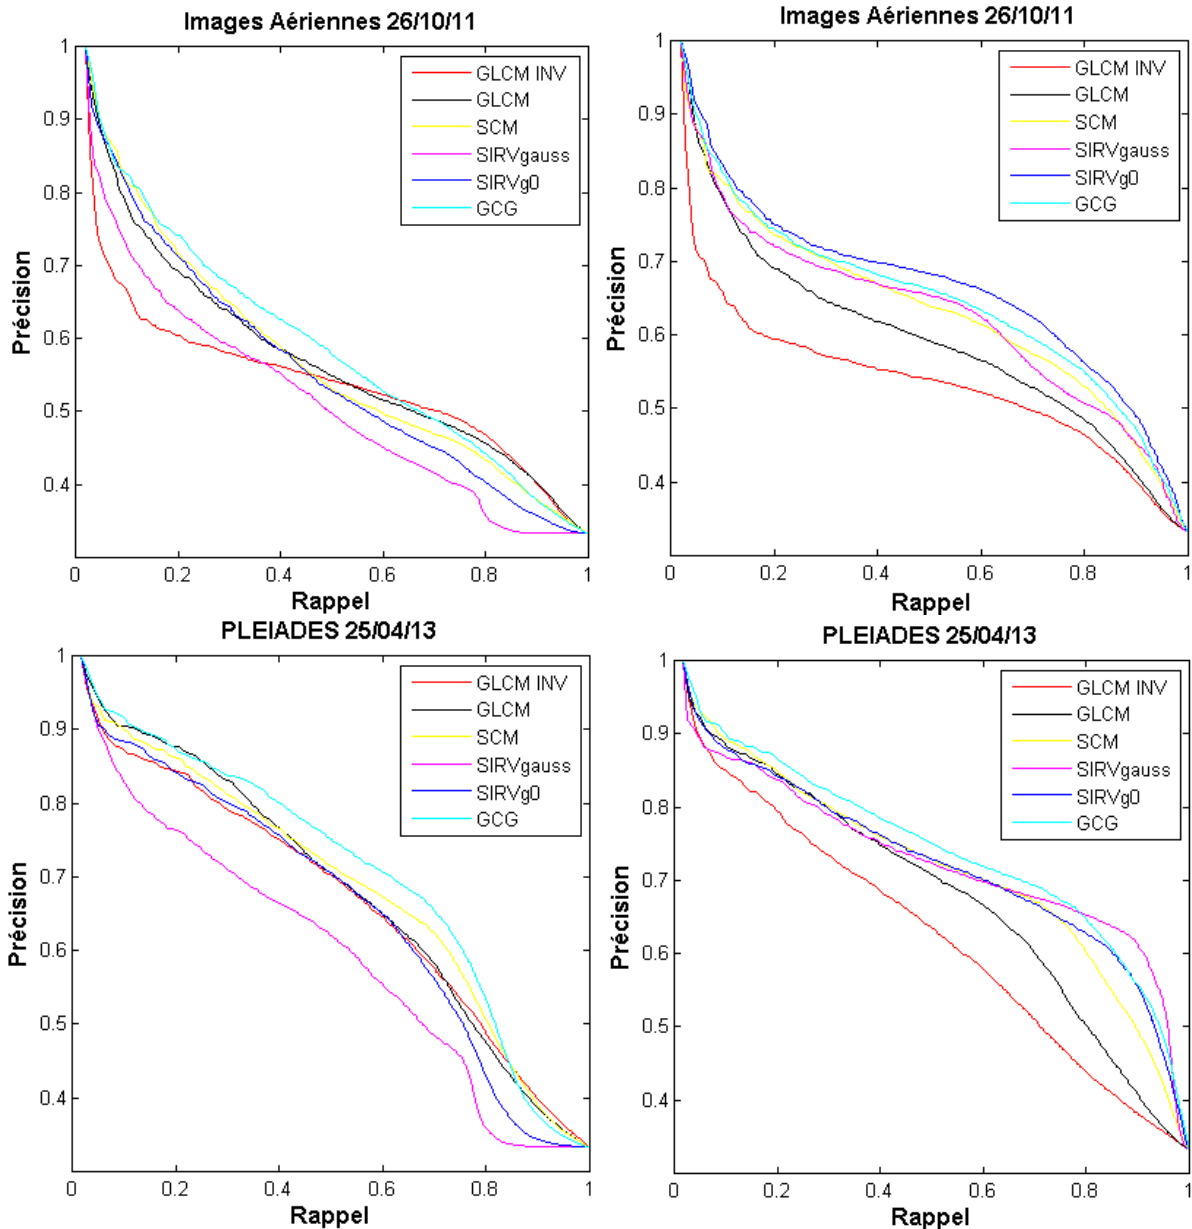 Images Aériennes 26/10/11
1
0.9
0.8
0.7
0.6
0.5
0.4
0
0.2
0.4
0.6
0.8
1
Précision
Rappel
GLCM INV
GLCM
SCM
SIRVgauss
SIRVg0
GCG
Images Aériennes 26/10/11
1
0.9
0.8
0.7
0.6
0.5
0.4
0
0.2
0.4
0.6
0.8
1
Précision
Rappel
GLCM INV
GLCM
SCM
SIRVgauss
SIRVg0
GCG
PLEIADES 25/04/13
1
0.9
0.8
0.7
0.6
0.5
0.4
0
0.2
0.4
0.6
0.8
1
Précision
Rappel
GLCM INV
GLCM
SCM
SIRVgauss
SIRVg0
GCG
PLEIADES 25/04/13
1
0.9
0.8
0.7
0.6
0.5
0.4
0
0.2
0.4
0.6
0.8
1
Précision
Rappel
GLCM INV
GLCM
SCM
SIRVgauss
SIRVg0
GCG